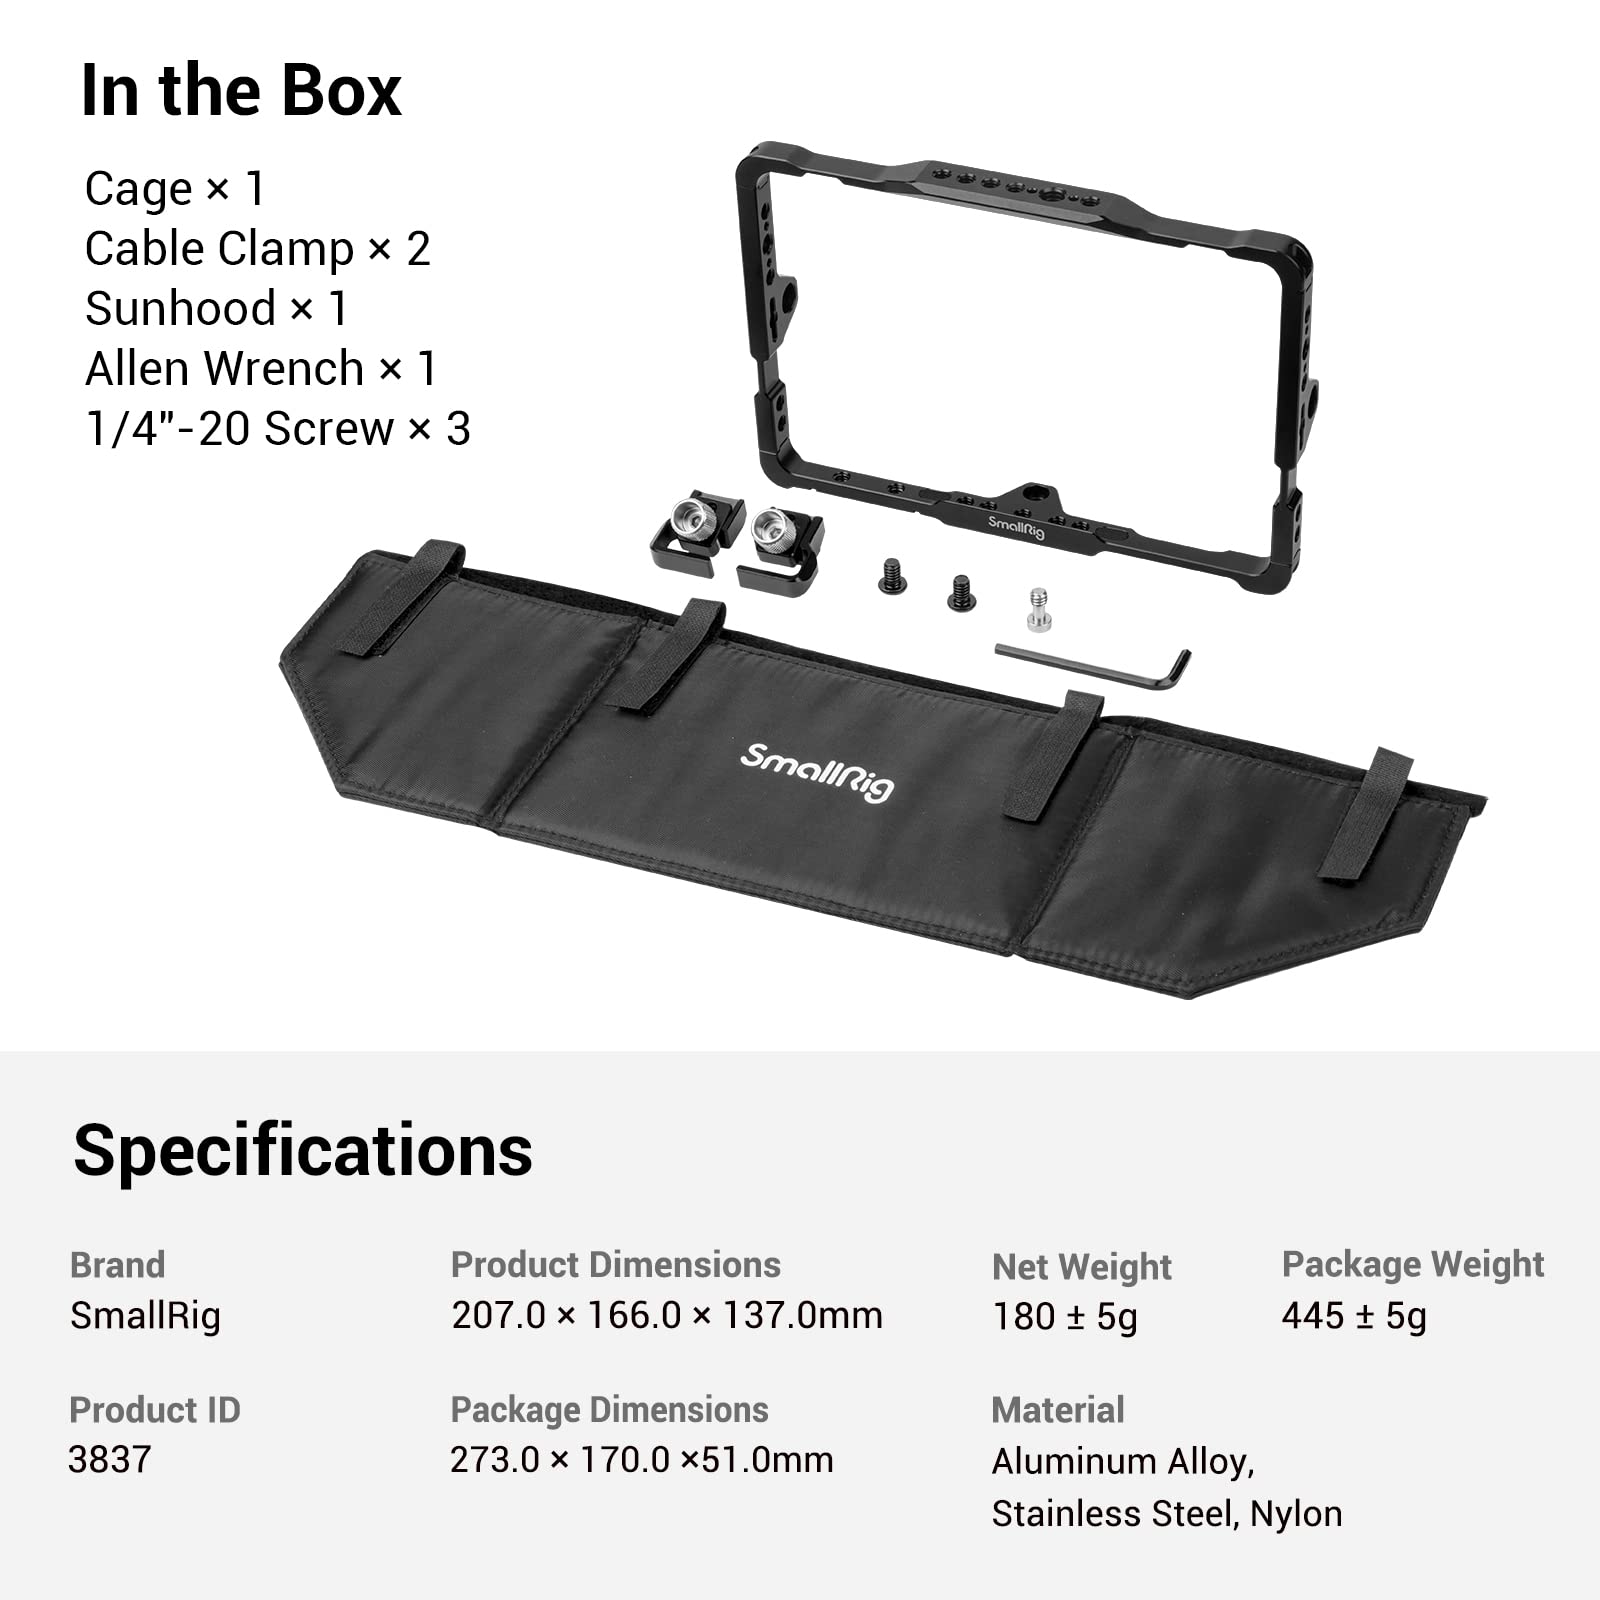 In the Box
Cage × 1
Cable Clamp × 2
Sunhood × 1
Allen Wrench × 1
1/4"-20 Screw × 3
SmallRig
SmallRig
Specifications
Brand
SmallRig
Product Dimensions
207.0 × 166.0 × 137.0mm
Net Weight
180 ± 5g
Package Weight
445 ± 5g
Product ID
3837
Package Dimensions
273.0 × 170.0 ×51.0mm
Material
Aluminum Alloy,
Stainless Steel, Nylon